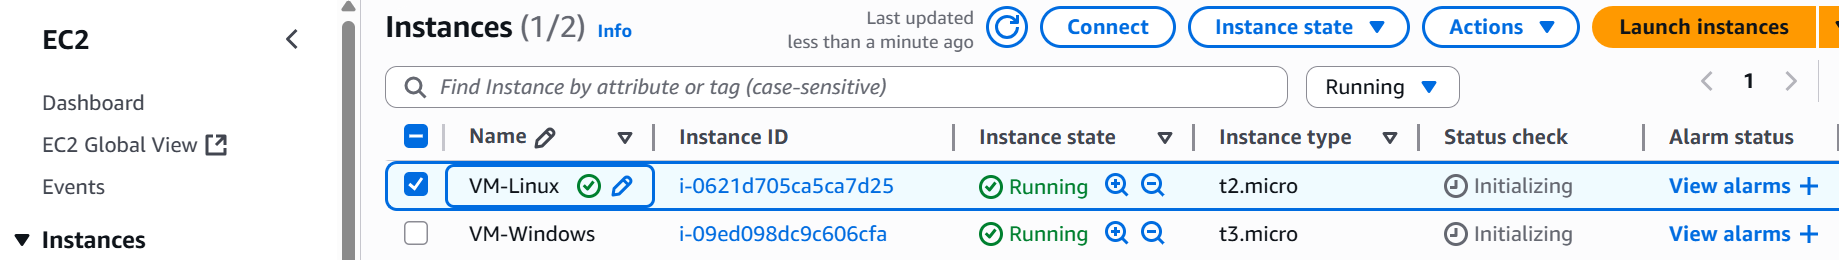 EC2
Dashboard
EC2 Global View
Events
Instances
Instances (1/2) Info
Last updated
less than a minute ago
Connect
Instance state
Actions
Launch instances
Find Instance by attribute or tag (case-sensitive)
Running
1
Name Instance ID Instance state Instance type Status check Alarm status
VM-Linux i-0621d705ca5ca7d25 Running t2.micro Initializing View alarms +
VM-Windows i-09ed098dc9c606cfa Running t3.micro Initializing View alarms +